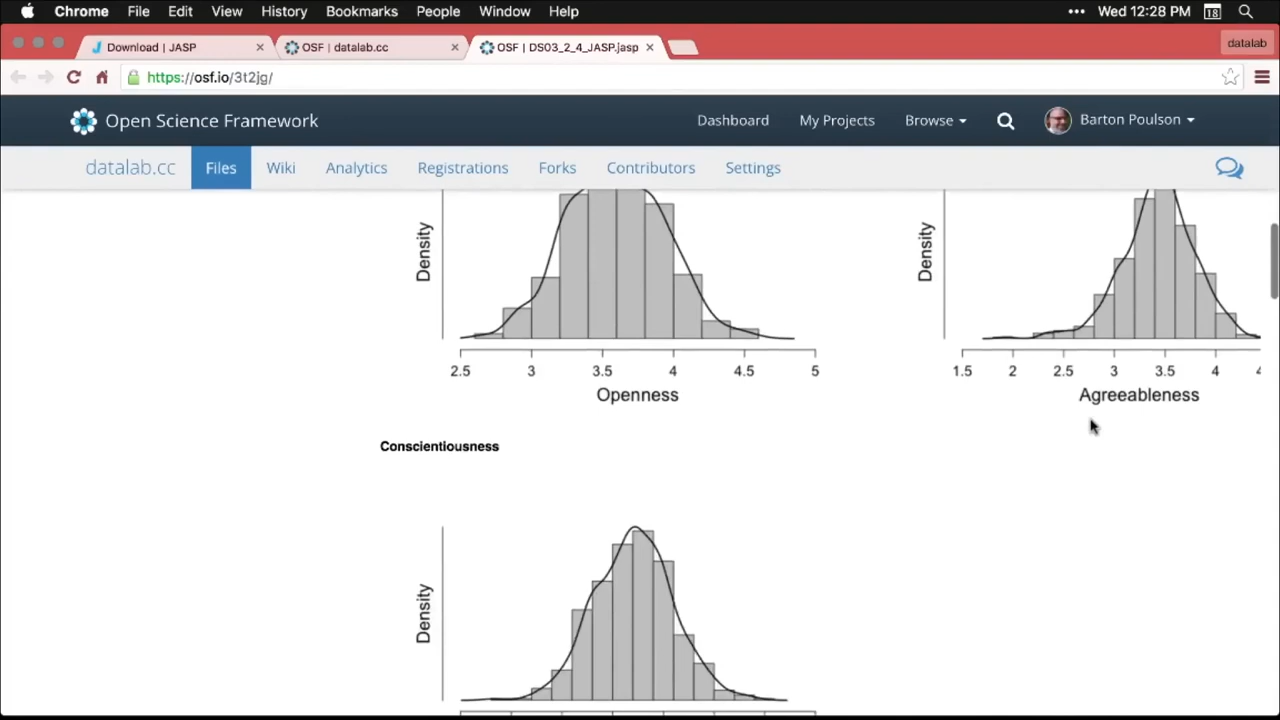 Chrome File Edit View History Bookmarks People Window Help ••• Wed 12:28 PM 18
Download | JASP × OSF | datalab.cc × OSF | DS03_2_4_JASP.jasp × datalab
https://osf.io/3t2jg/
Open Science Framework Dashboard My Projects Browse Barton Poulson
datalab.cc Files Wiki Analytics Registrations Forks Contributors Settings
Density
2.5 3 3.5 4 4.5 5
Openness
Density
1.5 2 2.5 3 3.5 4
Agreeableness
Conscientiousness
Density